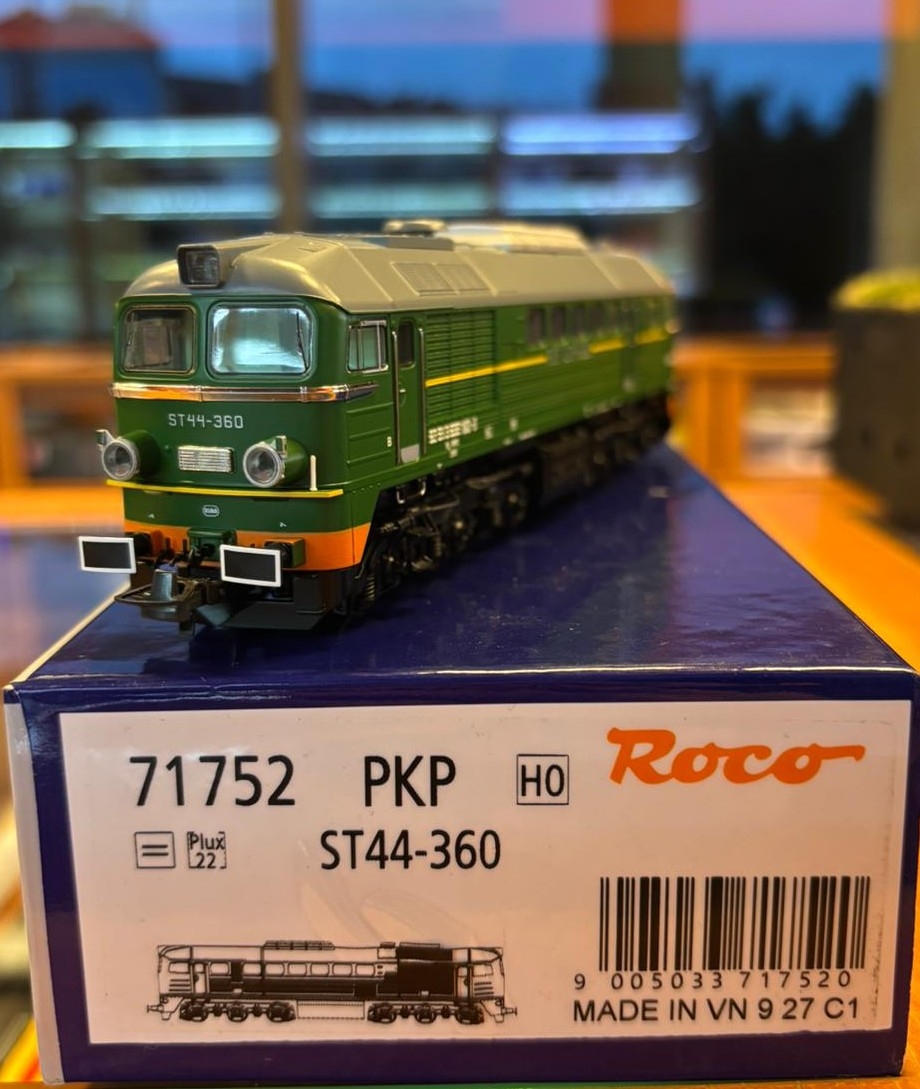 ST44-360
71752 PKP H0 Roco
= Plux 22 ST44-360
9 005033 717520
MADE IN VN 9 27 C1